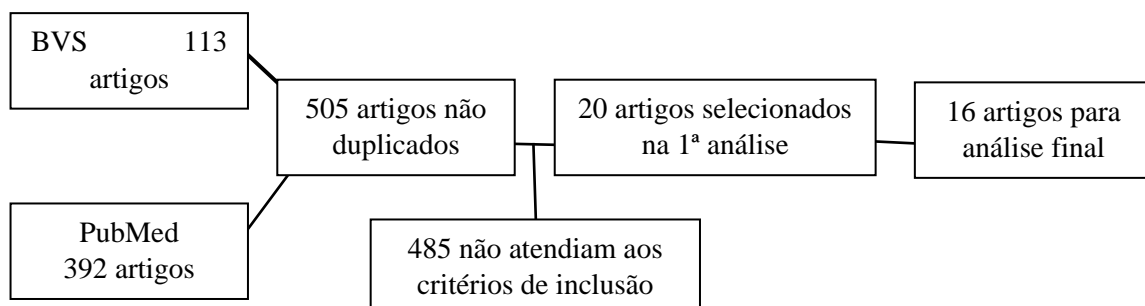 BVS 113
artigos
PubMed
392 artigos
505 artigos não
duplicados
485 não atendiam aos
critérios de inclusão
20 artigos selecionados
na 1ª análise
16 artigos para
análise final